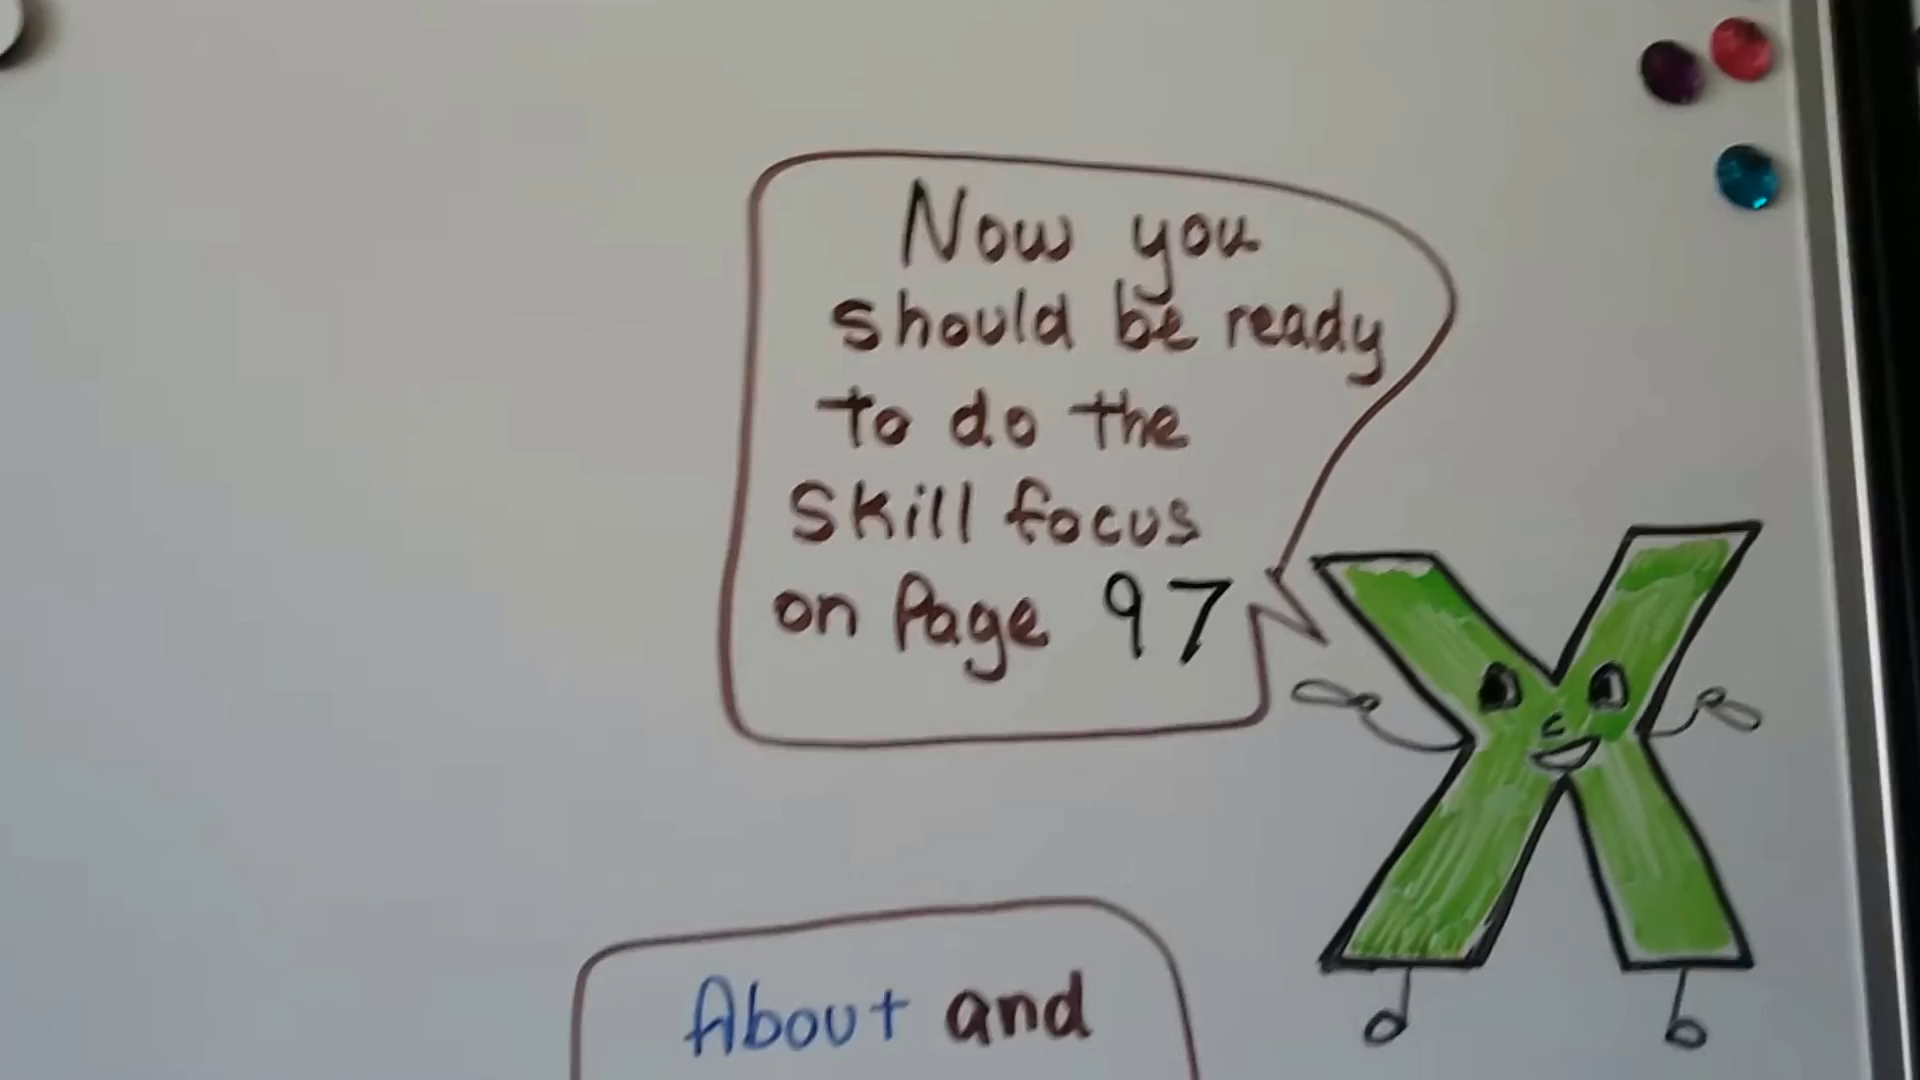 Now you
should be ready
to do the
Skill focus
on Page 97
About and